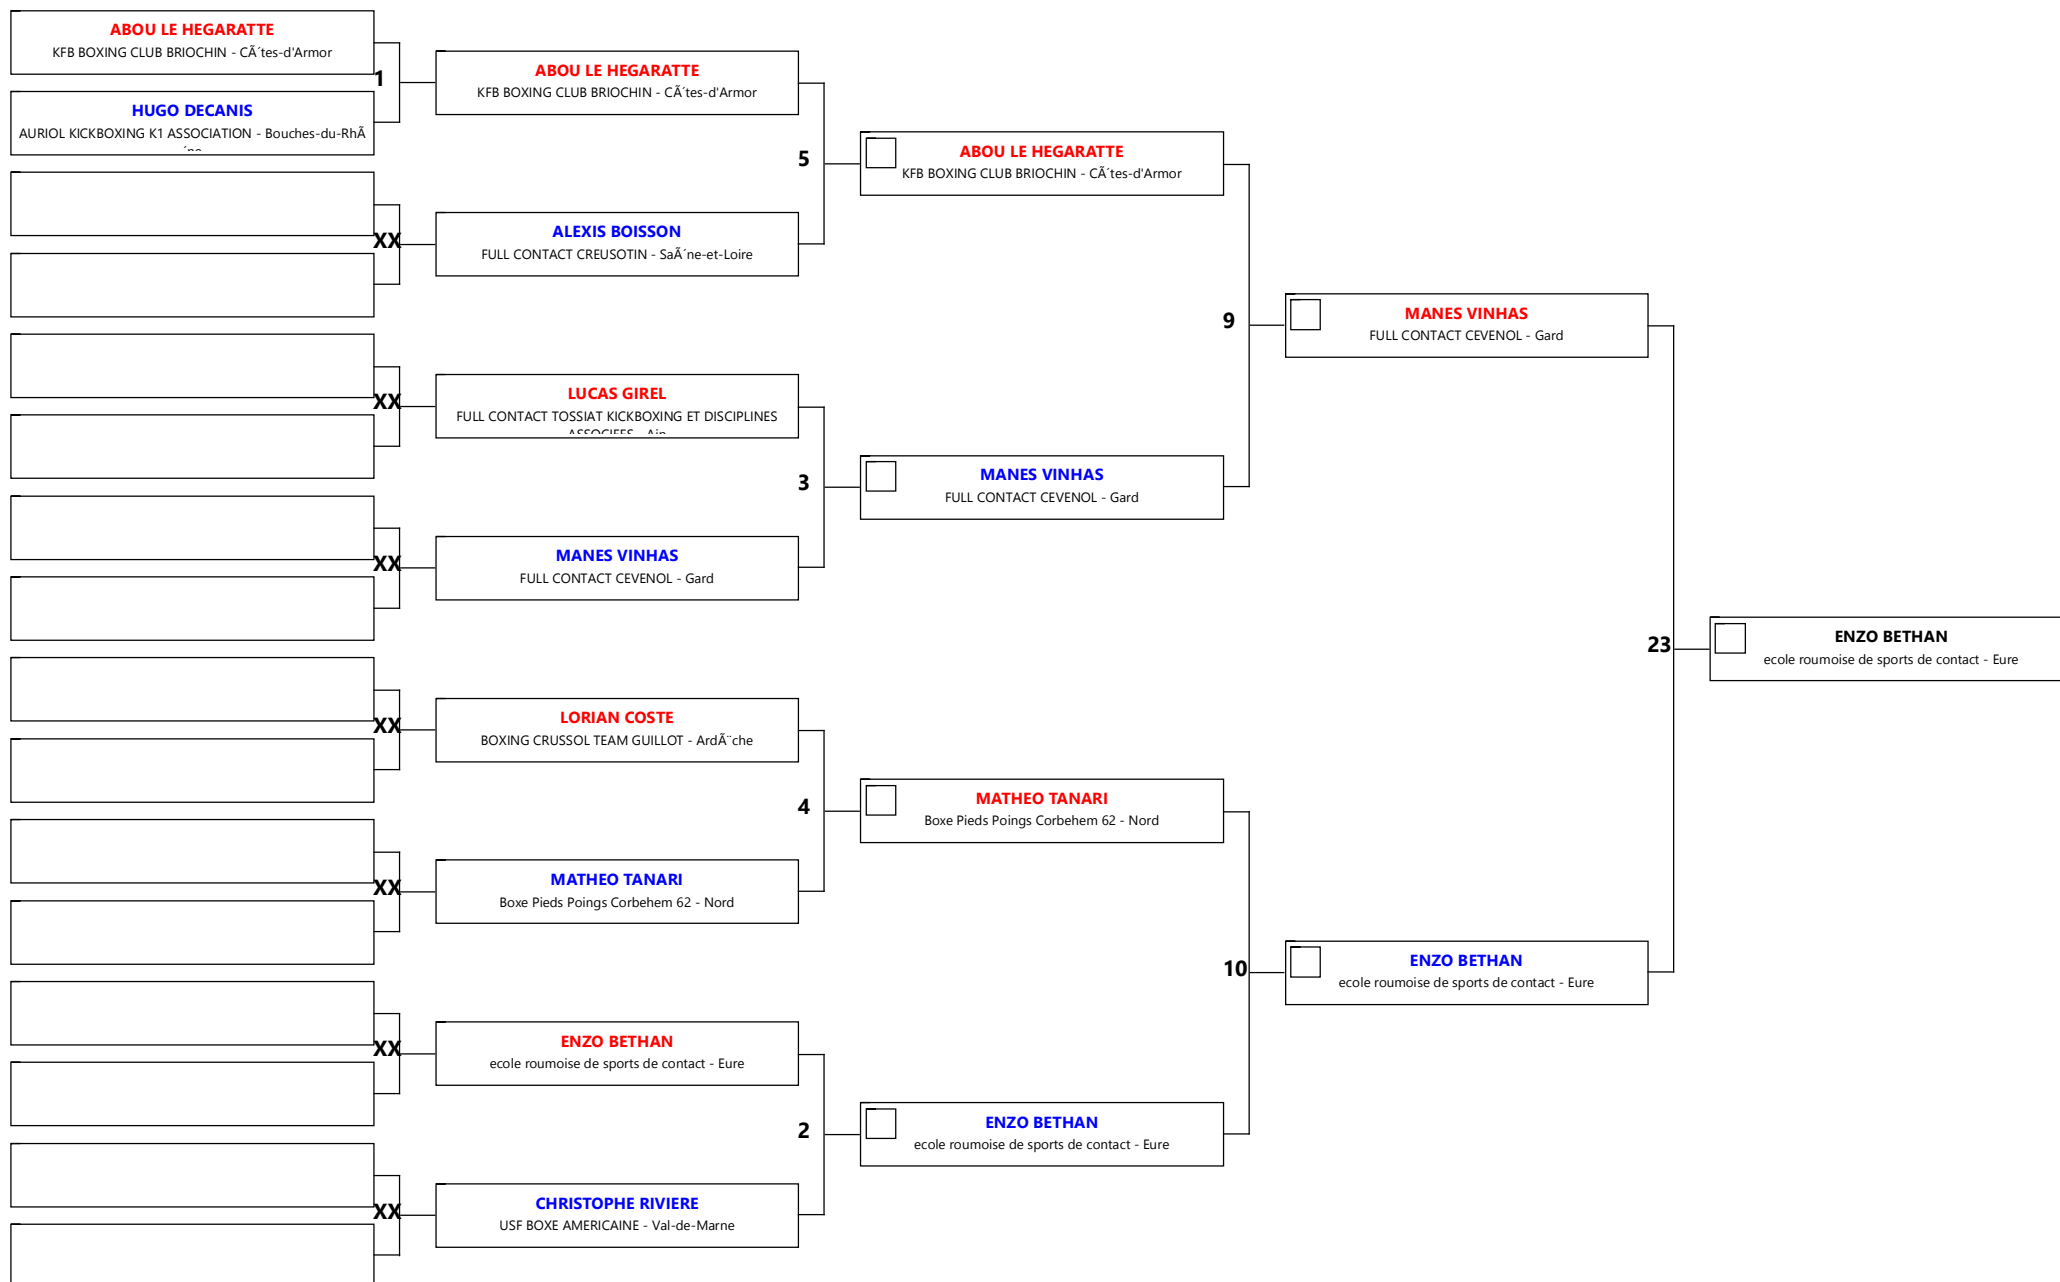 ABOU LE HEGARATTE
KFB BOXING CLUB BRIOCHIN - CÃ´tes-d'Armor
1
HUGO DECANIS
AURIOL KICKBOXING K1 ASSOCIATION - Bouches-du-RhÃ
´ne
ABOU LE HEGARATTE
KFB BOXING CLUB BRIOCHIN - CÃ´tes-d'Armor
5
XX
ALEXIS BOISSON
FULL CONTACT CREUSOTIN - SaÃ´ne-et-Loire
ABOU LE HEGARATTE
KFB BOXING CLUB BRIOCHIN - CÃ´tes-d'Armor
9
XX
LUCAS GIREL
FULL CONTACT TOSSIAT KICKBOXING ET DISCIPLINES
ASSOCIEES - Ain
3
MANES VINHAS
FULL CONTACT CEVENOL - Gard
XX
MANES VINHAS
FULL CONTACT CEVENOL - Gard
MANES VINHAS
FULL CONTACT CEVENOL - Gard
23
ENZO BETHAN
ecole roumoise de sports de contact - Eure
XX
LORIAN COSTE
BOXING CRUSSOL TEAM GUILLOT - ArdÃ¨che
4
MATHEO TANARI
Boxe Pieds Poings Corbehem 62 - Nord
XX
MATHEO TANARI
Boxe Pieds Poings Corbehem 62 - Nord
10
ENZO BETHAN
ecole roumoise de sports de contact - Eure
XX
ENZO BETHAN
ecole roumoise de sports de contact - Eure
2
ENZO BETHAN
ecole roumoise de sports de contact - Eure
XX
CHRISTOPHE RIVIERE
USF BOXE AMERICAINE - Val-de-Marne